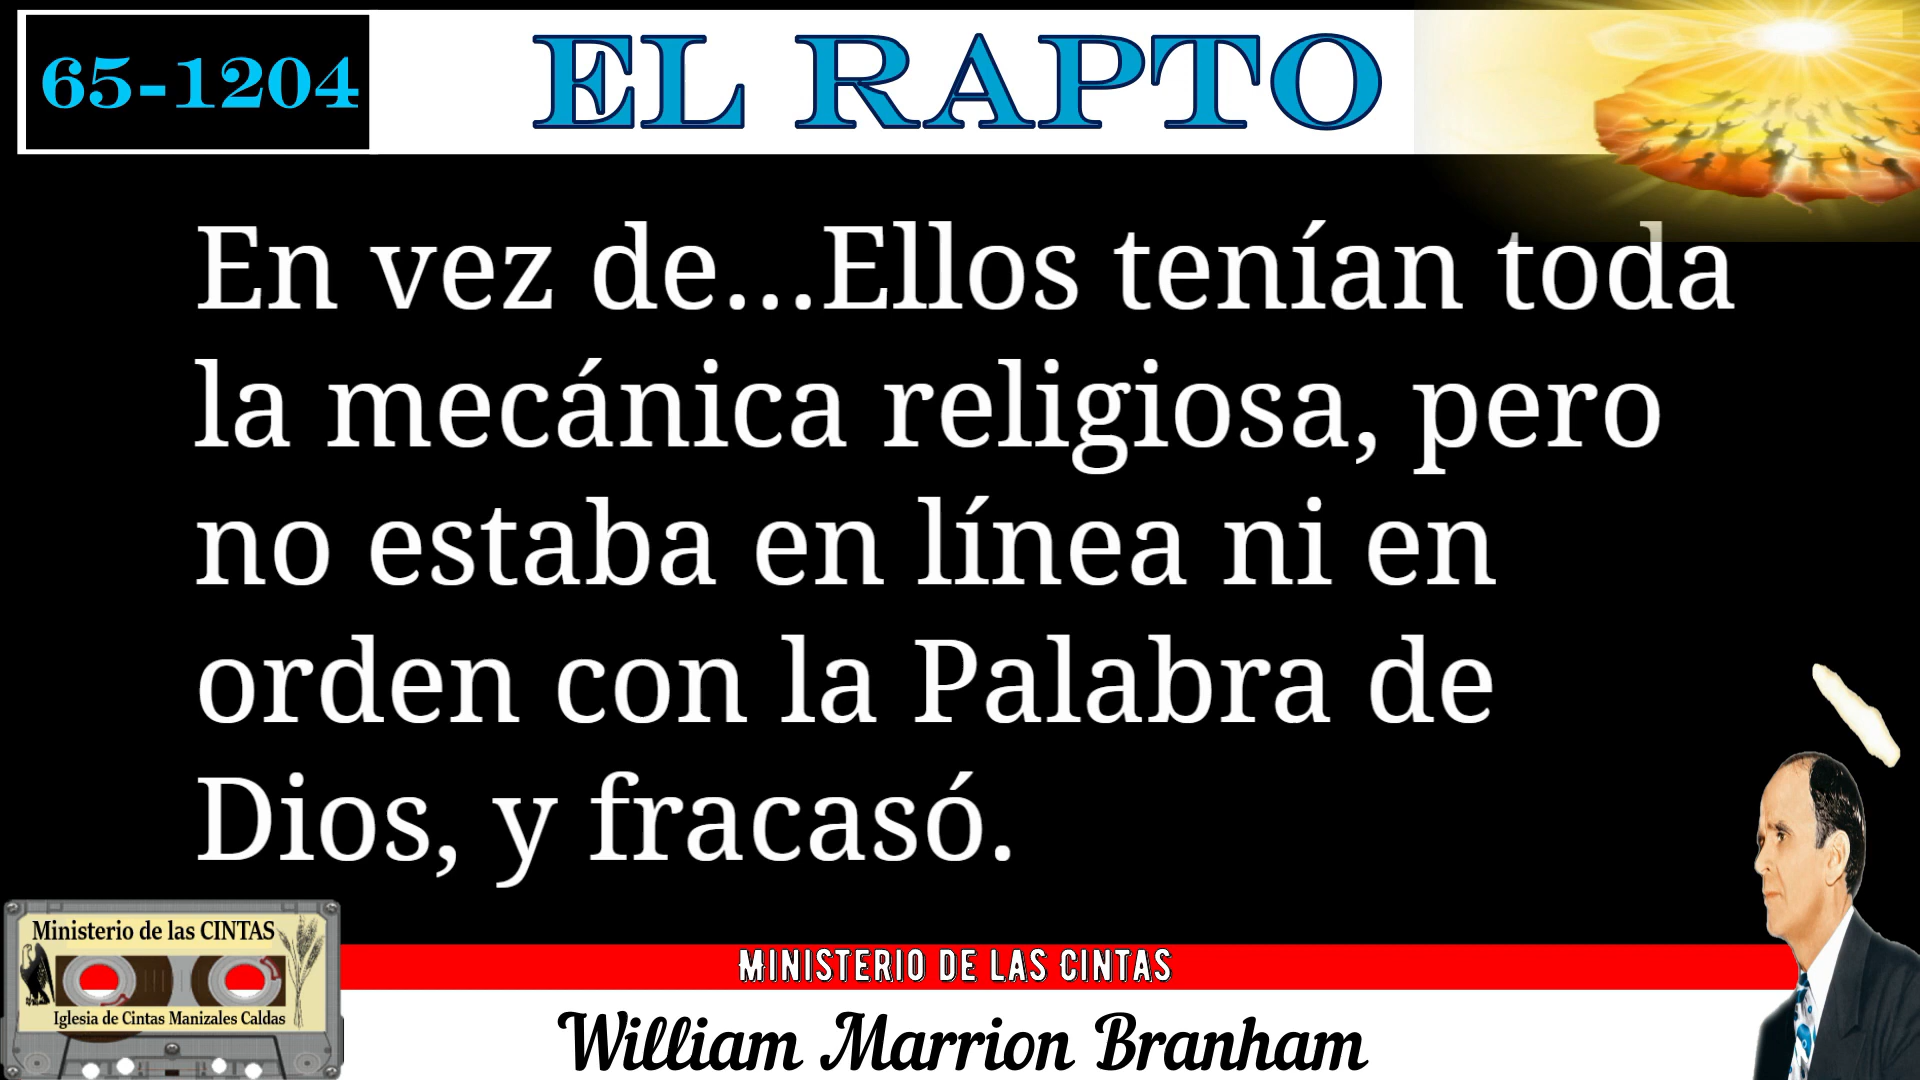 65-1204
EL RAPTO
En vez de...Ellos tenían toda
la mecánica religiosa, pero
no estaba en línea ni en
orden con la Palabra de
Dios, y fracasó.
Ministerio de las CINTAS
Iglesia de Cintas Manizales Caldas
MINISTERIO DE LAS CINTAS
William Marrion Branham